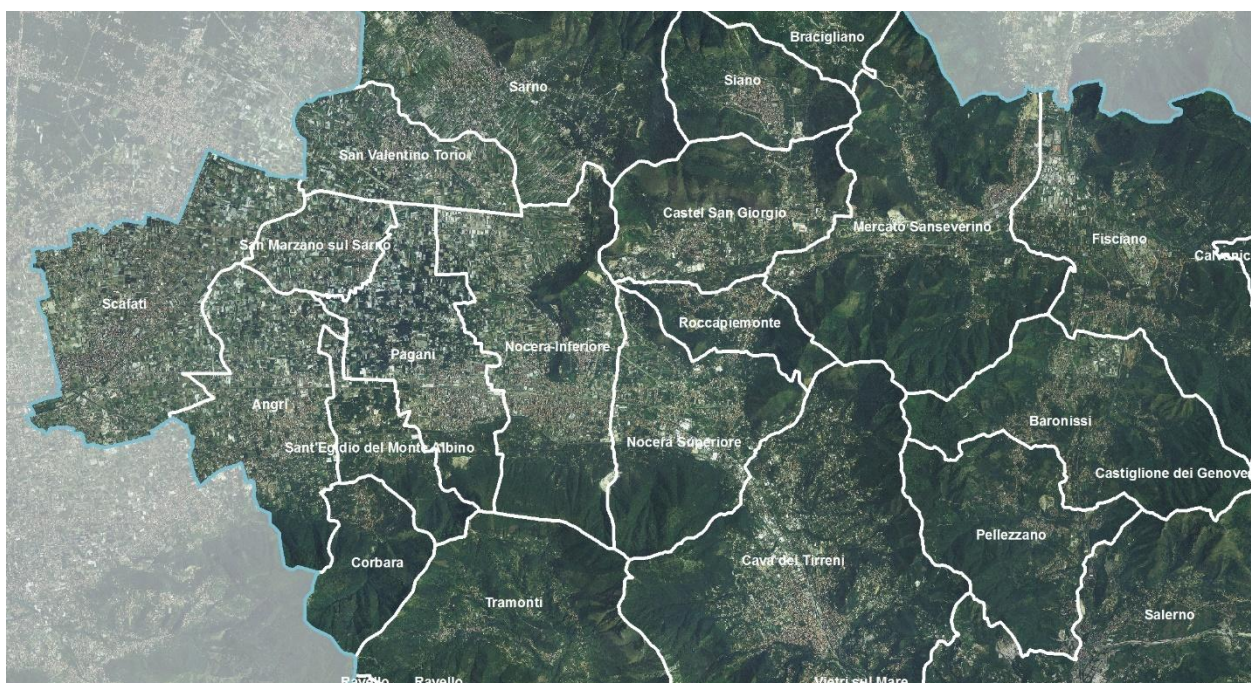 Bracigliano
Siano
Sarno
San Valentino Torio
Castel San Giorgio
Mercato Sanseverino
San Marzano sul Sarno
Fisciano
Calvanic
Scafati
Roccapiemonte
Nocera Inferiore
Pagani
Angri
Baronissi
Nocera Superiore
Sant'Egidio del Monte Albino
Castiglione dei Genove
Pellezzano
Corbara
Cava dei Tirreni
Tramonti
Salerno
Ravello
Ravello
Vietri sul Mare